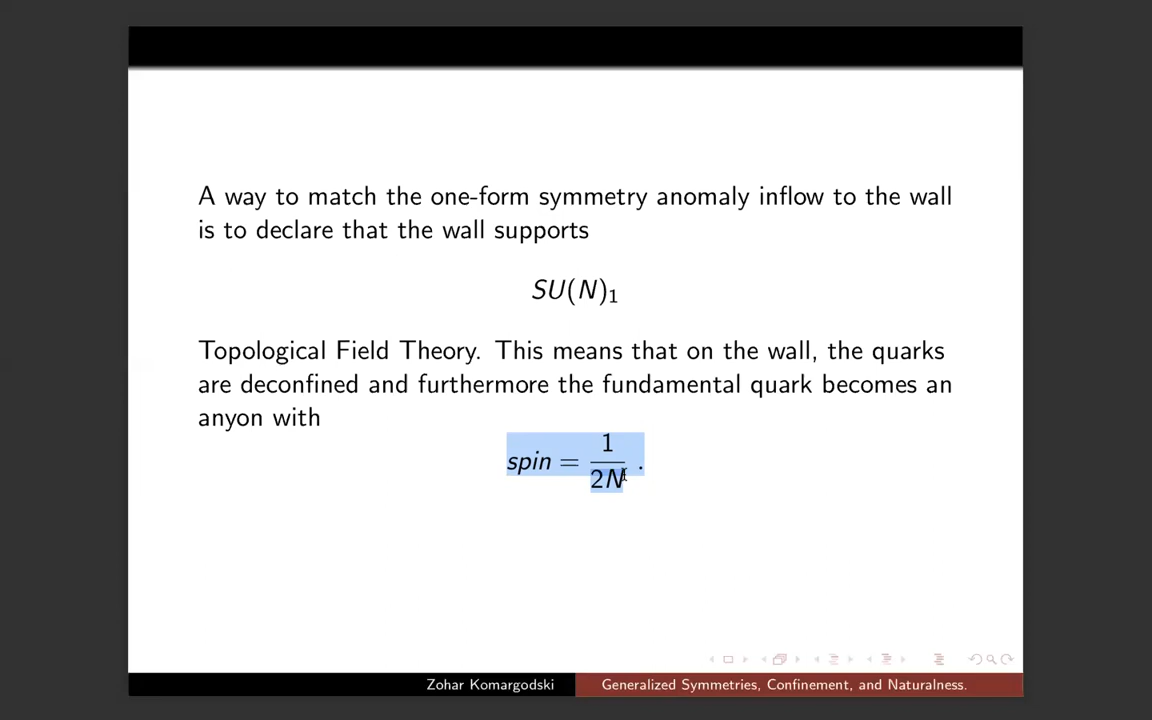 A way to match the one-form symmetry anomaly inflow to the wall
is to declare that the wall supports
SU(N)₁
Topological Field Theory. This means that on the wall, the quarks
are deconfined and furthermore the fundamental quark becomes an
anyon with
spin = 1/2N .
Zohar Komargodski
Generalized Symmetries, Confinement, and Naturalness.